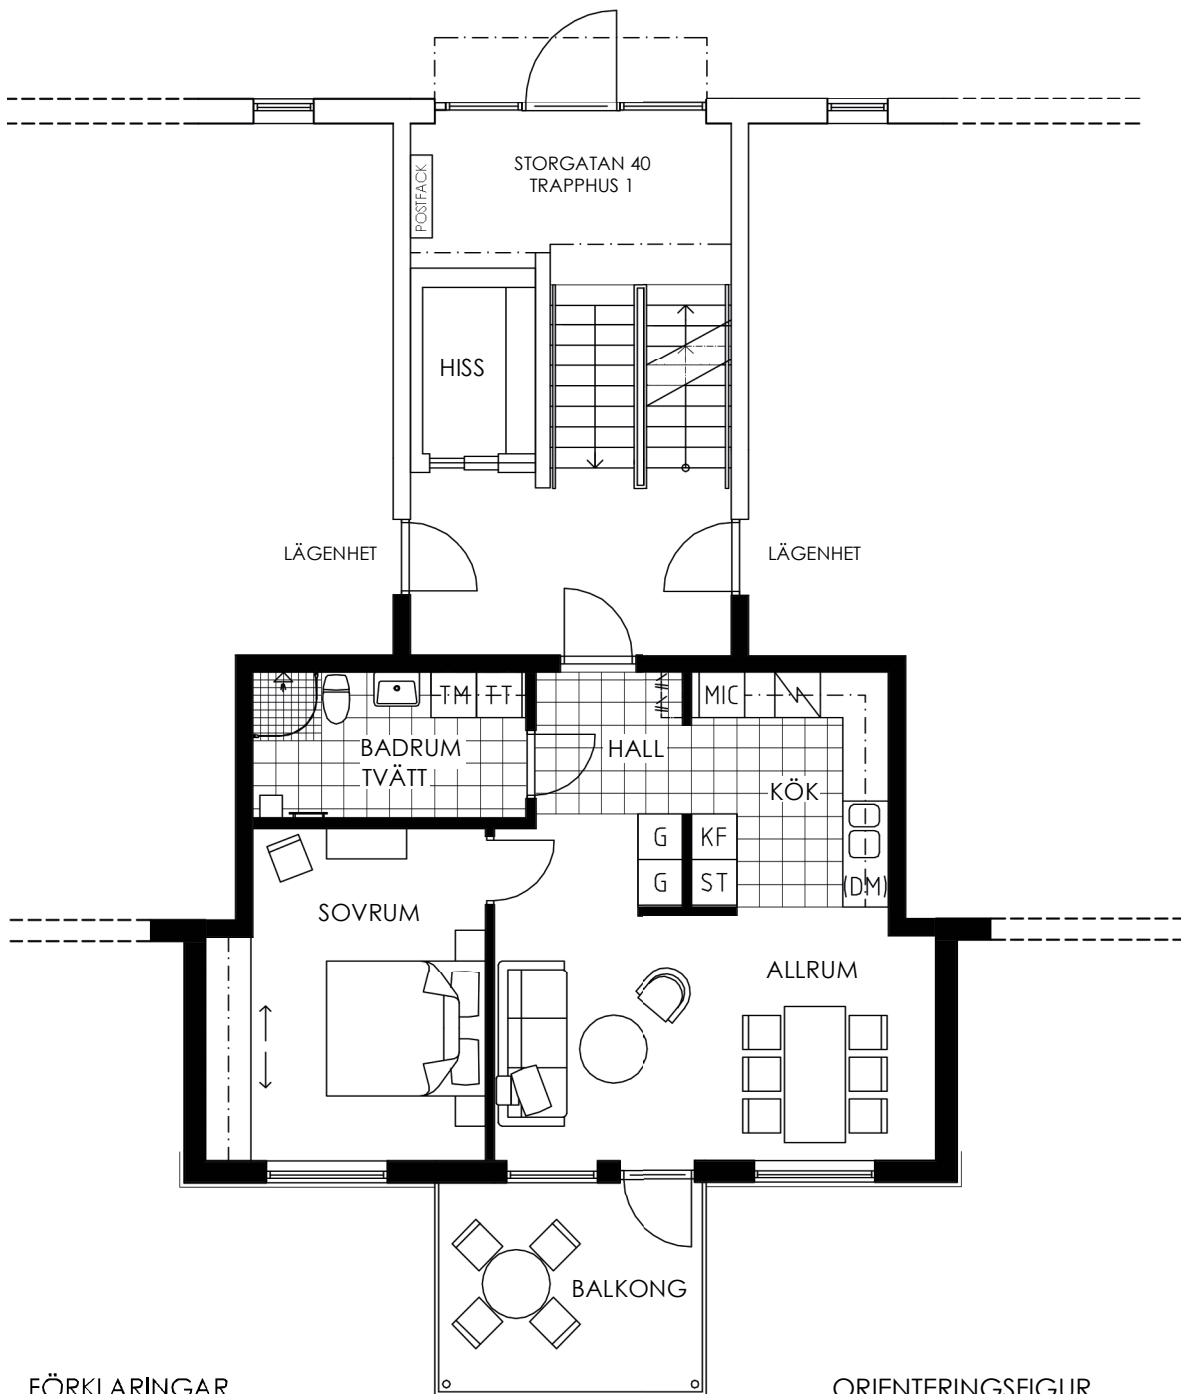 STORGATAN 40
TRAPPHUS 1
POSTFACK
HISS
LÄGENHET
LÄGENHET
TM
TT
MIC
BADRUM
TVÄTT
HALL
KÖK
G
KF
G
ST
(DM)
SOVRUM
ALLRUM
BALKONG
FÖRKLARINGAR
ORIENTERINGSFIGUR